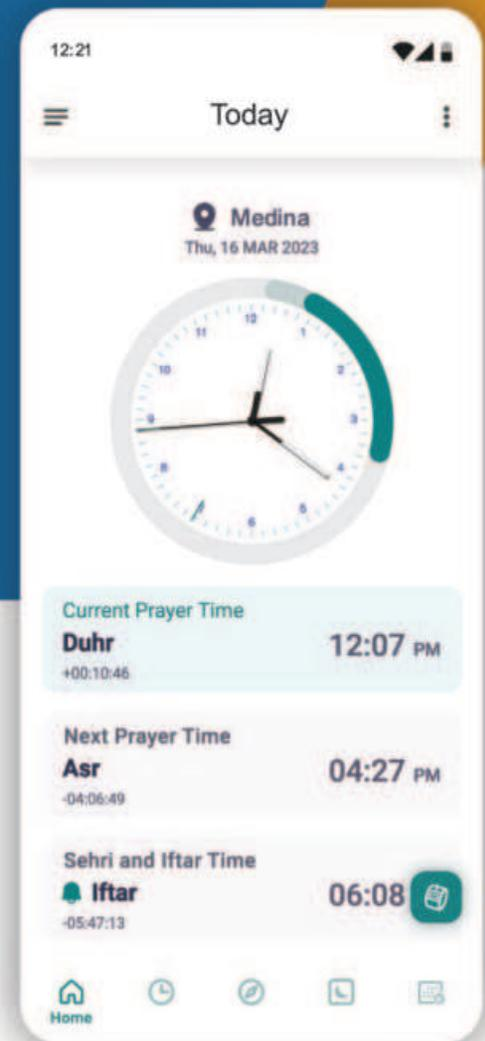 12:21
Today
Medina
Thu, 16 MAR 2023
12
11
1
10
2
9
3
8
4
7
5
6
Current Prayer Time
Duhr
12:07 PM
+00:10:46
Next Prayer Time
Asr
04:27 PM
-04:06:49
Sehri and Iftar Time
Iftar
06:08
-05:47:13
Home